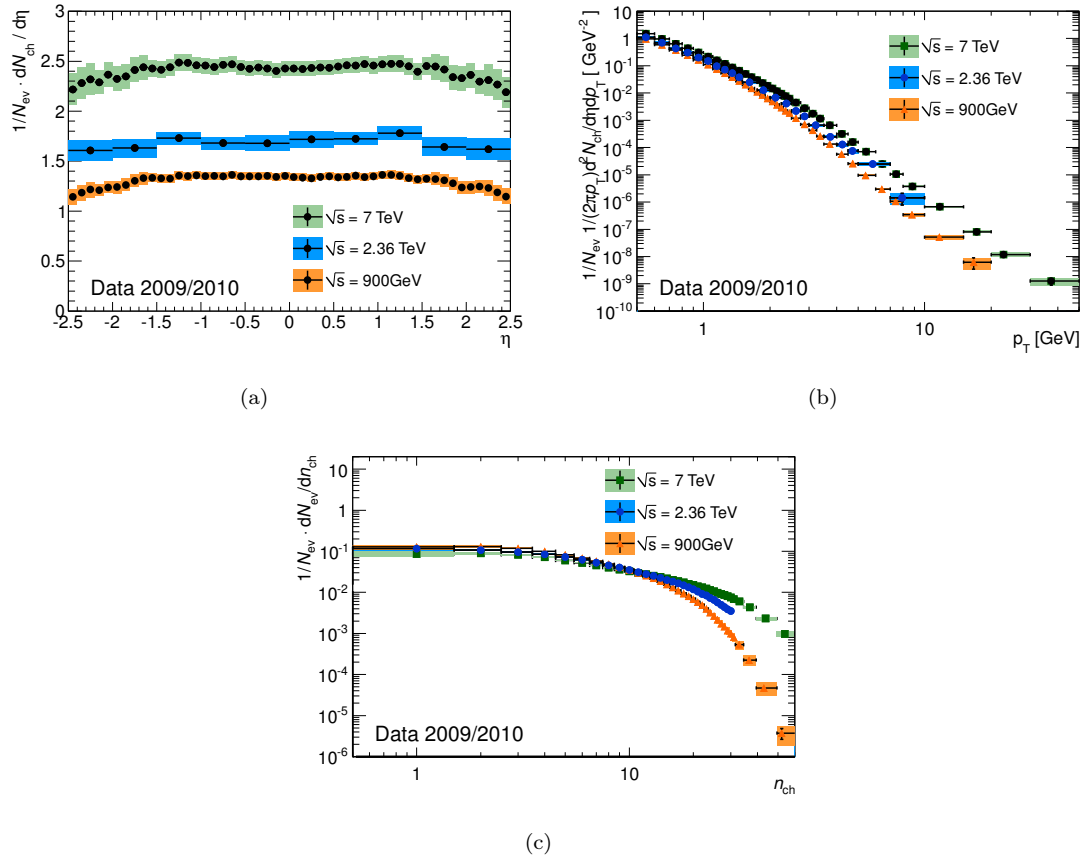 1/N_ev · dN_ch / dη
3
2.5
2
1.5
1
0.5
0
√s = 7 TeV
√s = 2.36 TeV
√s = 900GeV
Data 2009/2010
-2.5 -2 -1.5 -1 -0.5 0 0.5 1 1.5 2 2.5
η
(a)
1/N_ev 1/(2πp_T)d²N_ch/dηdp_T [ GeV⁻²]
10
1
10⁻¹
10⁻²
10⁻³
10⁻⁴
10⁻⁵
10⁻⁶
10⁻⁷
10⁻⁸
10⁻⁹
10⁻¹⁰
√s = 7 TeV
√s = 2.36 TeV
√s = 900GeV
Data 2009/2010
1 10
p_T [GeV]
(b)
1/N_ev · dN_ev/dn_ch
10
1
10⁻¹
10⁻²
10⁻³
10⁻⁴
10⁻⁵
10⁻⁶
√s = 7 TeV
√s = 2.36 TeV
√s = 900GeV
Data 2009/2010
1 10
n_ch
(c)